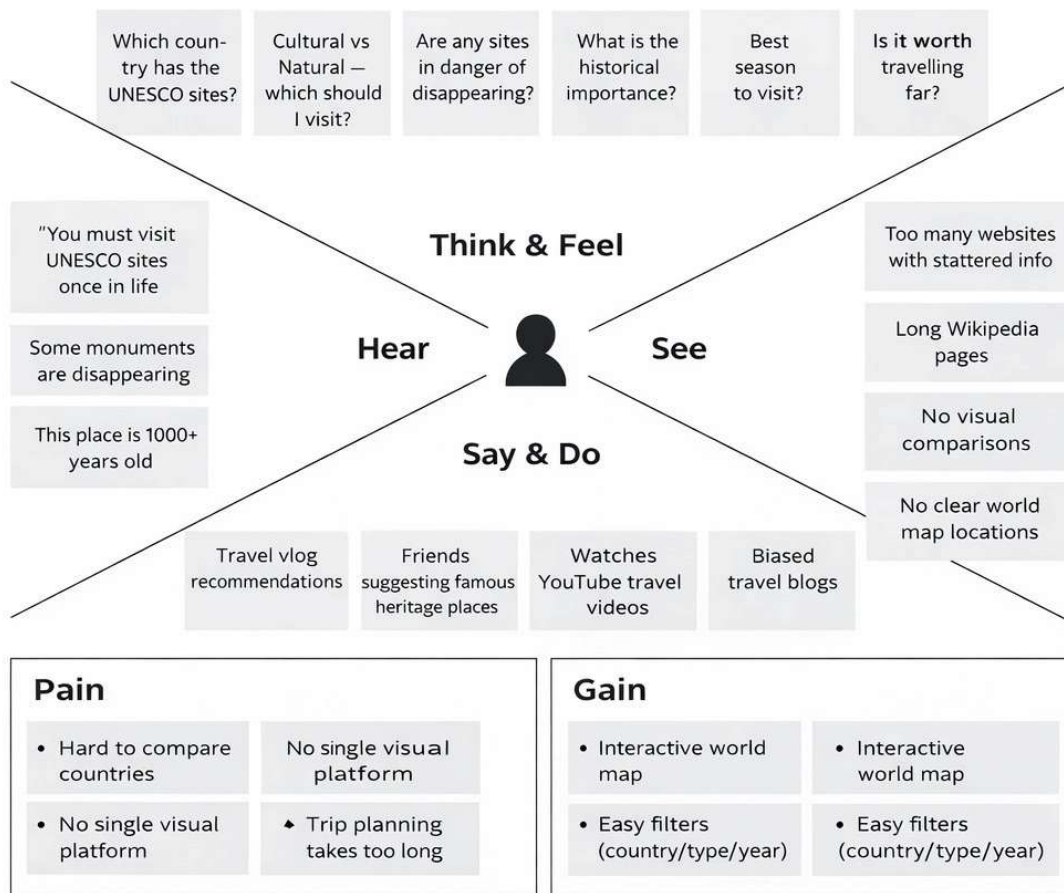 Which coun-
try has the
UNESCO sites?
Cultural vs
Natural —
which should
I visit?
Are any sites
in danger of
disappearing?
What is the
historical
importance?
Best
season
to visit?
Is it worth
travelling
far?
Think & Feel
"You must visit
UNESCO sites
once in life
Some monuments
are disappearing
This place is 1000+
years old
Hear
See
Too many websites
with stattered info
Long Wikipedia
pages
No visual
comparisons
No clear world
map locations
Say & Do
Travel vlog
recommendations
Friends
suggesting famous
heritage places
Watches
YouTube travel
videos
Biased
travel blogs
Pain
• Hard to compare
countries
No single visual
platform
• No single visual
platform
• Trip planning
takes too long
Gain
• Interactive world
map
• Interactive
world map
• Easy filters
(country/type/year)
• Easy filters
(country/type/year)